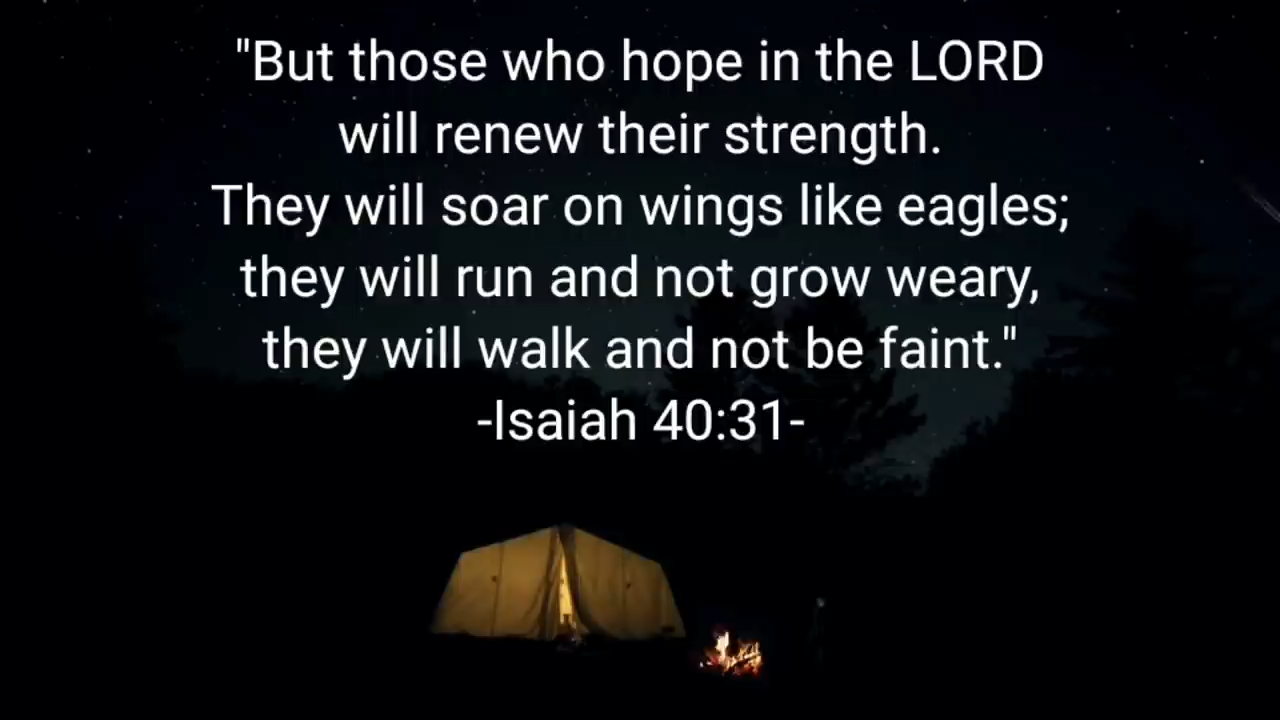 "But those who hope in the LORD
will renew their strength.
They will soar on wings like eagles;
they will run and not grow weary,
they will walk and not be faint."
-Isaiah 40:31-